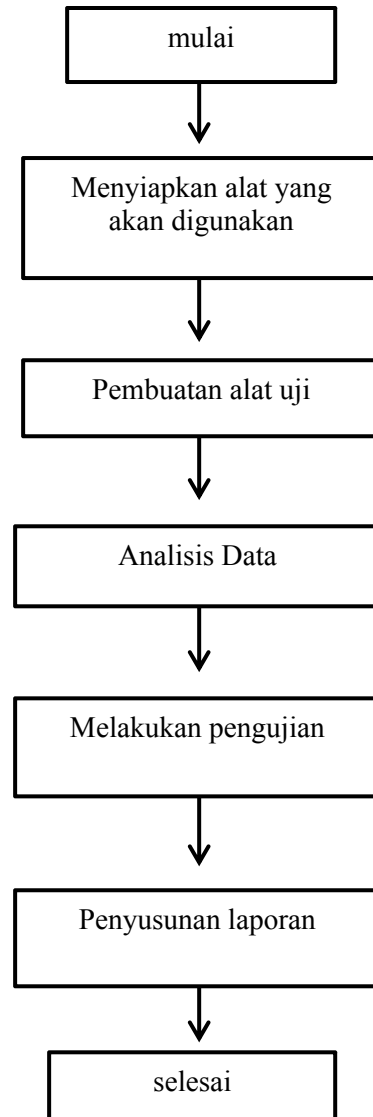 mulai
Menyiapkan alat yang
akan digunakan
Pembuatan alat uji
Analisis Data
Melakukan pengujian
Penyusunan laporan
selesai